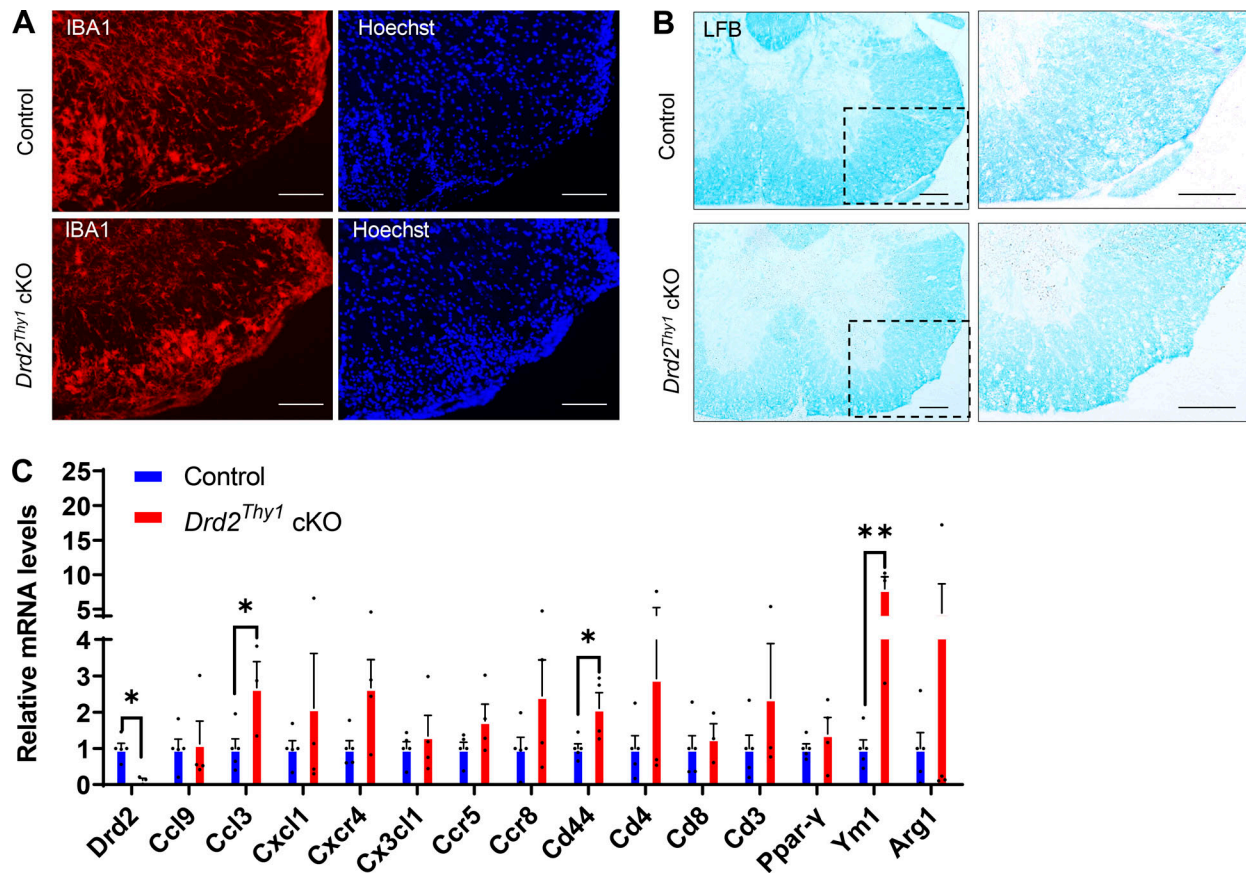 A
IBA1
Hoechst
Control
IBA1
Hoechst
Drd2Thy1 cKO
B
LFB
Control
Drd2Thy1 cKO
C
Control
Drd2Thy1 cKO
Relative mRNA levels
25
20
15
10
5
4
3
2
1
0
*
*
*
**
Drd2
Ccl9
Ccl3
Cxcl1
Cxcr4
Cx3cl1
Ccr5
Ccr8
Cd44
Cd4
Cd8
Cd3
Ppar-γ
Ym1
Arg1